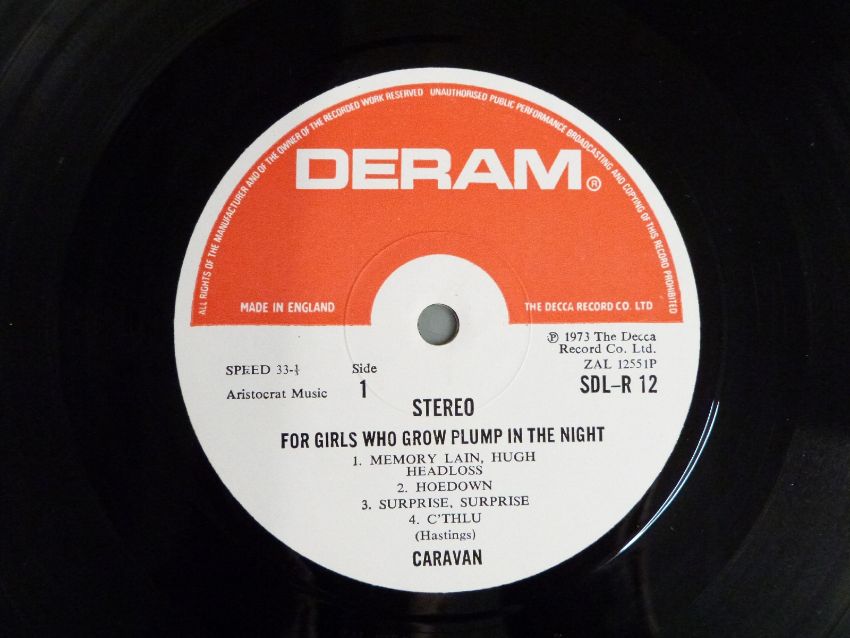 ALL RIGHTS OF THE MANUFACTURER AND OF THE OWNER OF THE RECORDED WORK RESERVED UNAUTHORISED PUBLIC PERFORMANCE BROADCASTING AND COPYING OF THIS RECORD PROHIBITED
DERAM®
MADE IN ENGLAND
THE DECCA RECORD CO. LTD
℗ 1973 The Decca
Record Co. Ltd.
ZAL 12551P
SDL-R 12
SPEED 33-⅓
Aristocrat Music
Side
1
STEREO
FOR GIRLS WHO GROW PLUMP IN THE NIGHT
1. MEMORY LAIN, HUGH
HEADLOSS
2. HOEDOWN
3. SURPRISE, SURPRISE
4. C'THLU
(Hastings)
CARAVAN